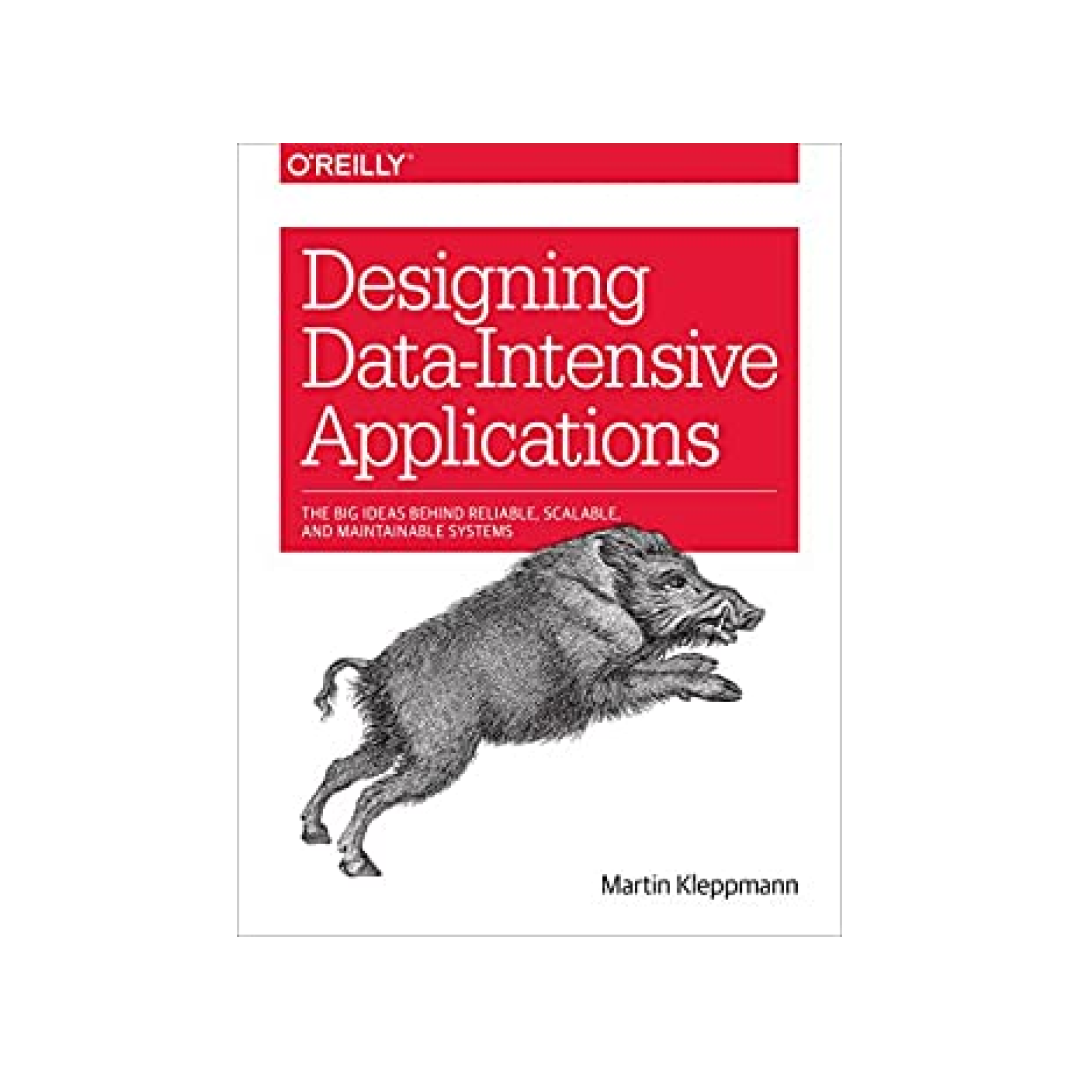 O'REILLY®
Designing
Data-Intensive
Applications
THE BIG IDEAS BEHIND RELIABLE, SCALABLE,
AND MAINTAINABLE SYSTEMS
Martin Kleppmann